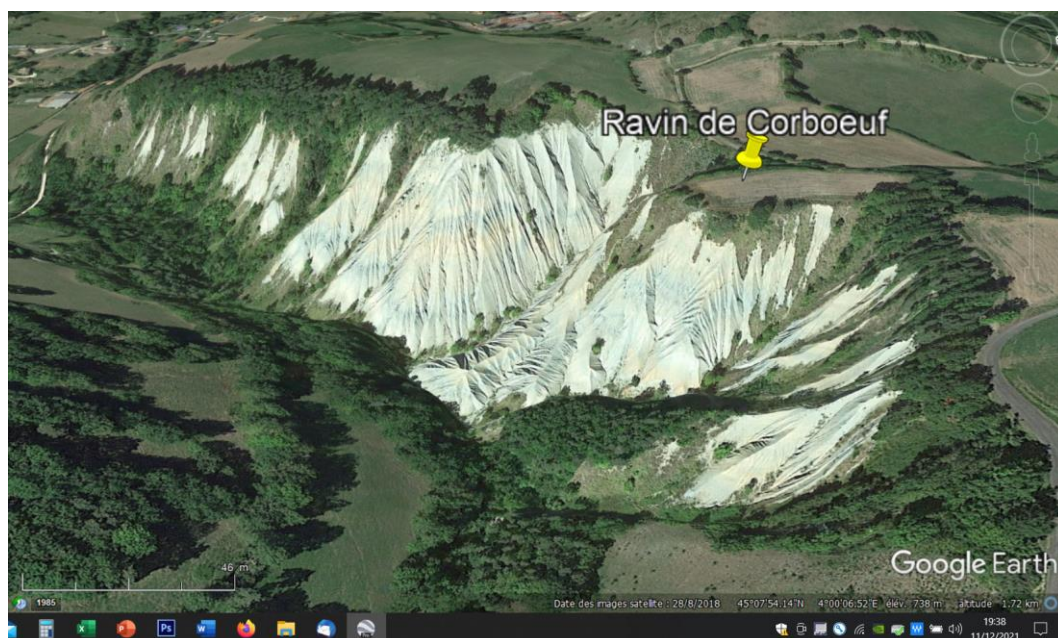 Ravin de Corboeuf
Google Earth
46 m
1985
Date des images satellite : 28/8/2018 45°07'54.14"N 4°00'06.52"E élév. 738 m altitude 1.72 km
19:38
11/12/2021